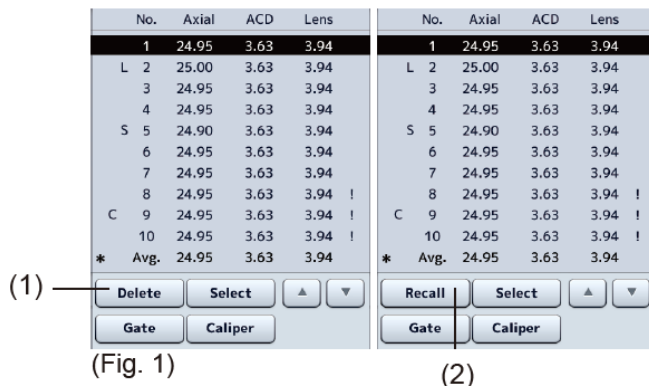 No. Axial ACD Lens
1 24.95 3.63 3.94
L 2 25.00 3.63 3.94
3 24.95 3.63 3.94
4 24.95 3.63 3.94
S 5 24.90 3.63 3.94
6 24.95 3.63 3.94
7 24.95 3.63 3.94
8 24.95 3.63 3.94 !
C 9 24.95 3.63 3.94 !
10 24.95 3.63 3.94 !
* Avg. 24.95 3.63 3.94
(1)
Delete Select ▲ ▼
Gate Caliper
No. Axial ACD Lens
1 24.95 3.63 3.94
L 2 25.00 3.63 3.94
3 24.95 3.63 3.94
4 24.95 3.63 3.94
S 5 24.90 3.63 3.94
6 24.95 3.63 3.94
7 24.95 3.63 3.94
8 24.95 3.63 3.94 !
C 9 24.95 3.63 3.94 !
10 24.95 3.63 3.94 !
* Avg. 24.95 3.63 3.94
Recall Select ▲ ▼
Gate Caliper
(Fig. 1)
(2)